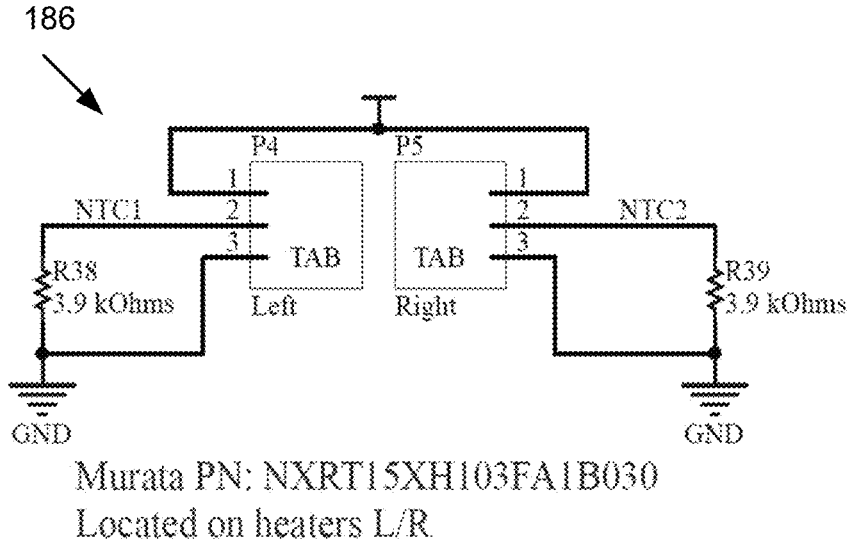 186
P4 P5
1 1
NTC1 2 2 NTC2
3 3
TAB TAB
R38 R39
3.9 kOhms 3.9 kOhms
Left Right
GND GND
Murata PN: NXRT15XH103FA1B030
Located on heaters L/R